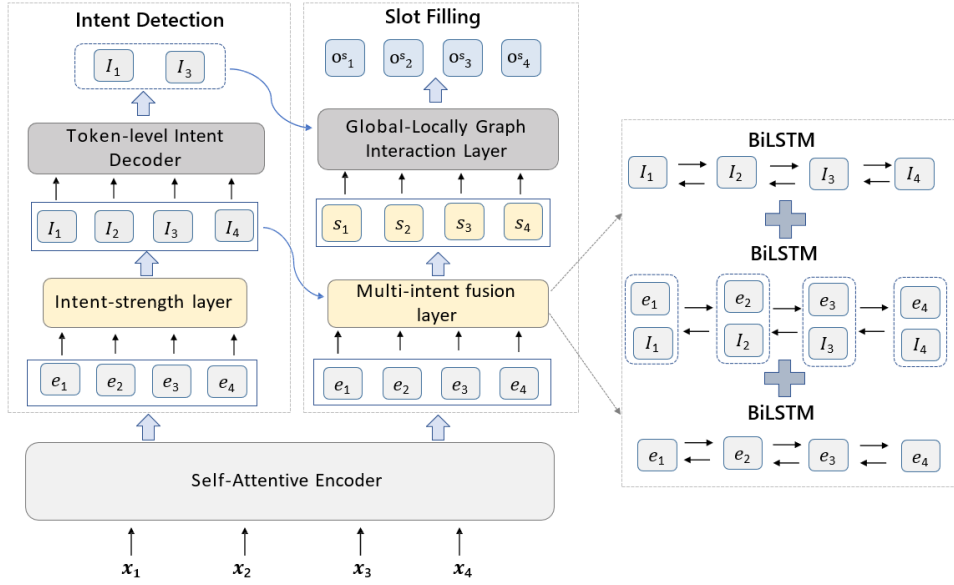 Intent Detection
I₁ I₃
Token-level Intent
Decoder
I₁ I₂ I₃ I₄
Intent-strength layer
e₁ e₂ e₃ e₄
Slot Filling
oˢ₁ oˢ₂ oˢ₃ oˢ₄
Global-Locally Graph
Interaction Layer
s₁ s₂ s₃ s₄
Multi-intent fusion
layer
e₁ e₂ e₃ e₄
Self-Attentive Encoder
x₁ x₂ x₃ x₄
BiLSTM
I₁ I₂ I₃ I₄
BiLSTM
e₁ e₂ e₃ e₄
I₁ I₂ I₃ I₄
BiLSTM
e₁ e₂ e₃ e₄